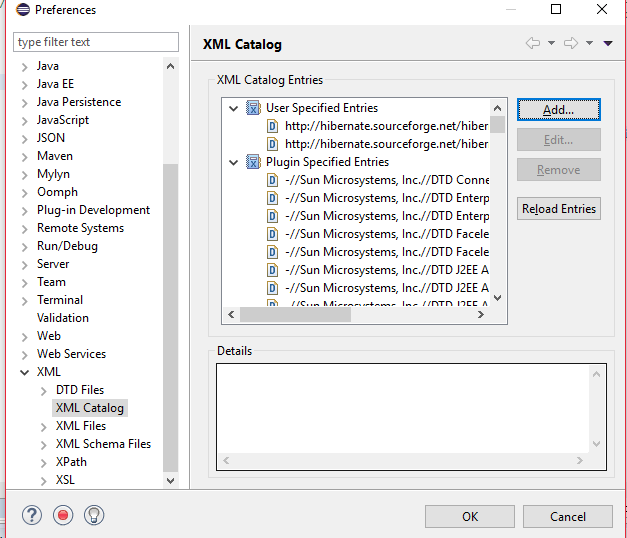 Preferences
type filter text
Java
Java EE
Java Persistence
JavaScript
JSON
Maven
Mylyn
Oomph
Plug-in Development
Remote Systems
Run/Debug
Server
Team
Terminal
Validation
Web
Web Services
XML
DTD Files
XML Catalog
XML Files
XML Schema Files
XPath
XSL
XML Catalog
XML Catalog Entries
User Specified Entries
http://hibernate.sourceforge.net/hiber
http://hibernate.sourceforge.net/hiber
Plugin Specified Entries
-//Sun Microsystems, Inc.//DTD Conne
-//Sun Microsystems, Inc.//DTD Enterp
-//Sun Microsystems, Inc.//DTD Enterp
-//Sun Microsystems, Inc.//DTD Facele
-//Sun Microsystems, Inc.//DTD Facele
-//Sun Microsystems, Inc.//DTD J2EE A
-//Sun Microsystems, Inc.//DTD J2EE A
-//Sun Microsystems, Inc.//DTD J2EE A
Add...
Edit...
Remove
Reload Entries
Details
OK
Cancel